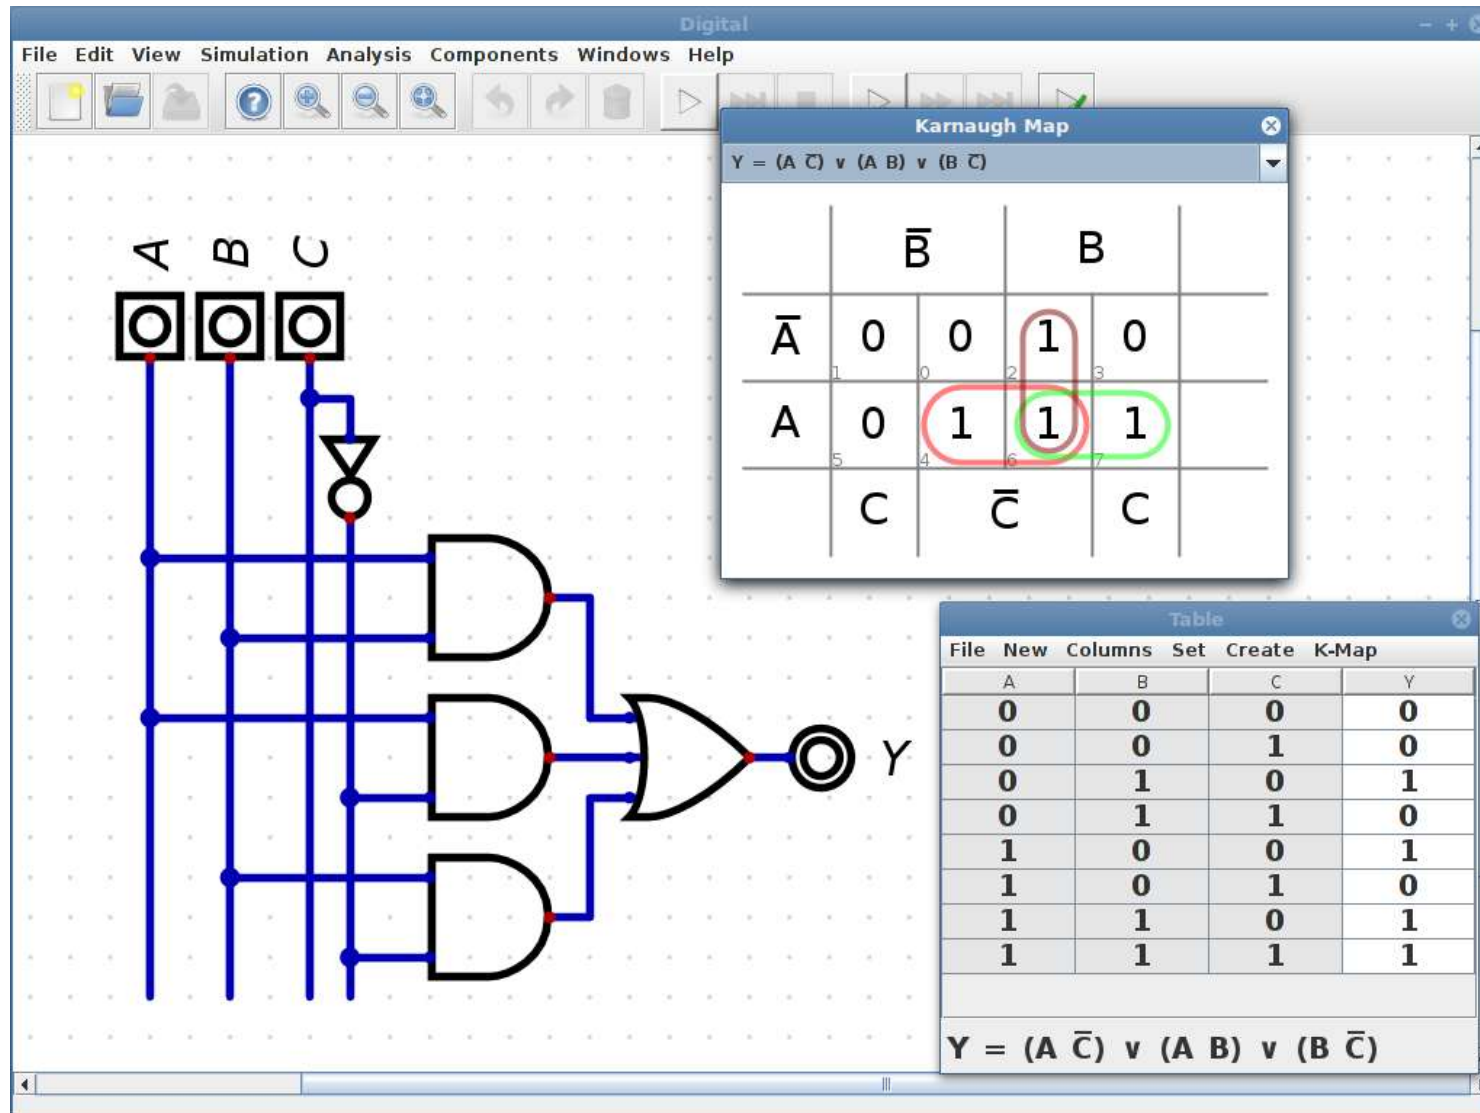 Digital
File Edit View Simulation Analysis Components Windows Help
?
Karnaugh Map
Y = (A C̅) ∨ (A B) ∨ (B C̅)
A B C
B̅ B
A̅ 0 0 1 0
1 0 2 3
A 0 1 1 1
5 4 6 7
C C̅ C
Y
Table
File New Columns Set Create K-Map
A B C Y
0 0 0 0
0 0 1 0
0 1 0 1
0 1 1 0
1 0 0 1
1 0 1 0
1 1 0 1
1 1 1 1
Y = (A C̅) ∨ (A B) ∨ (B C̅)